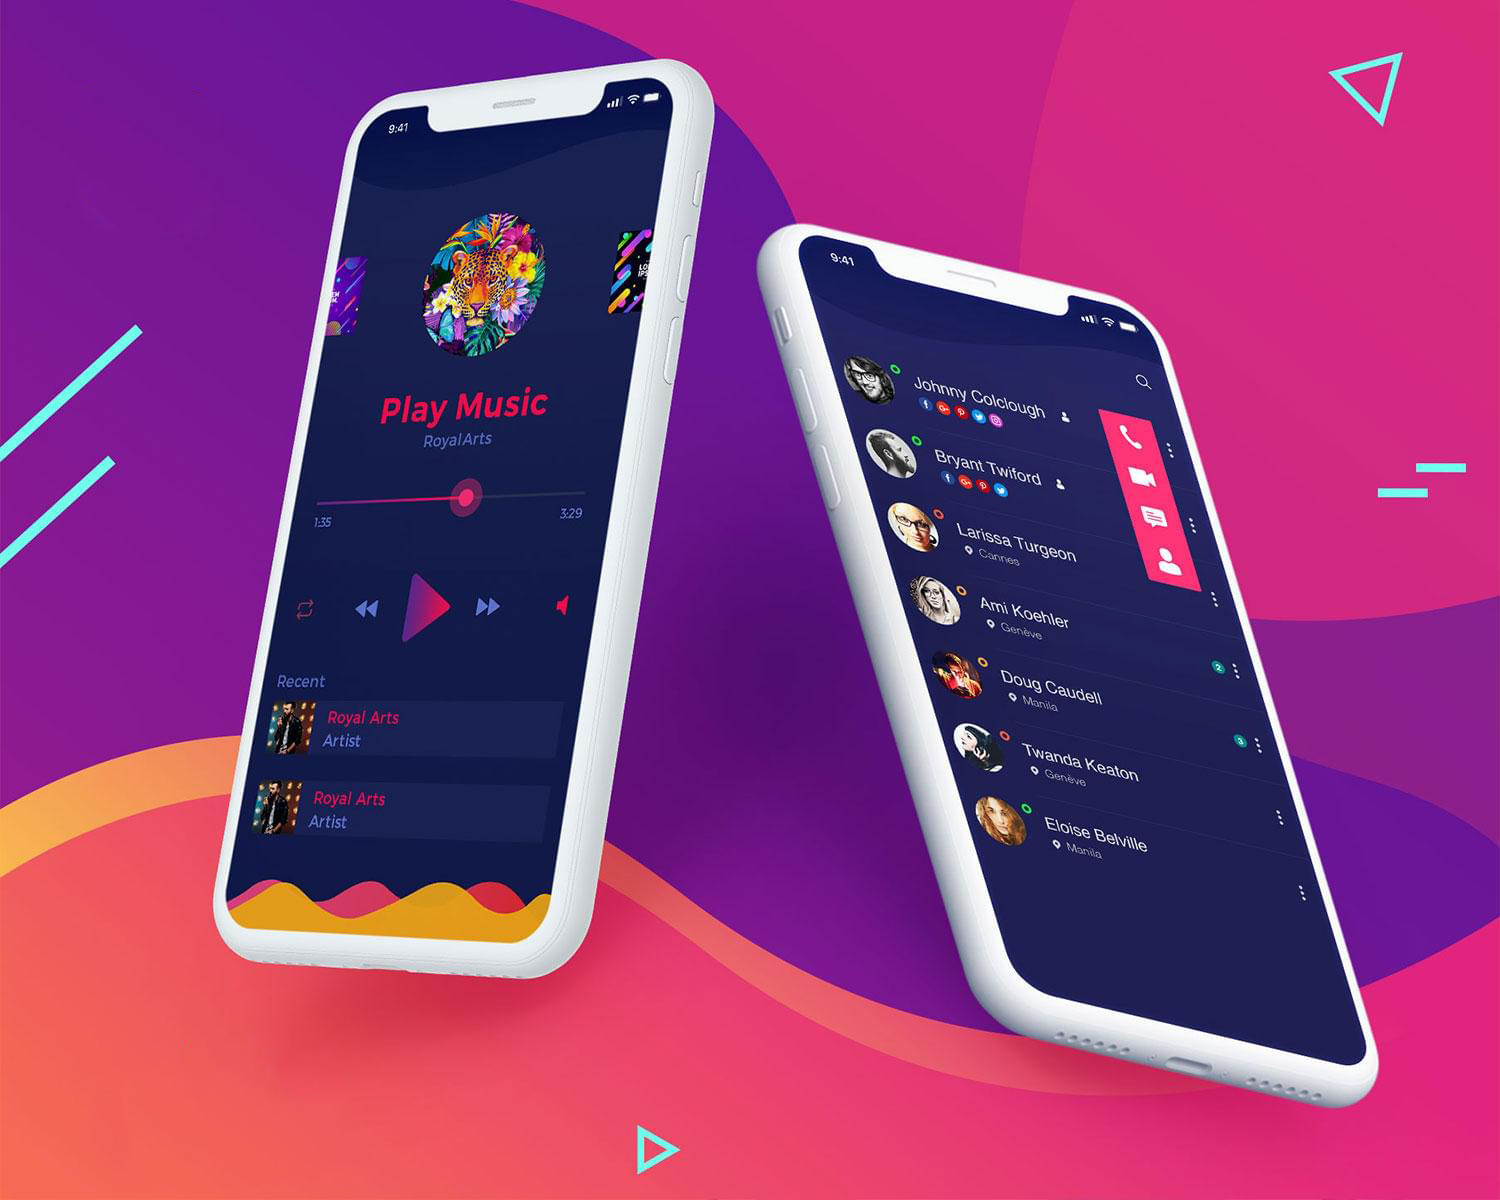 9:41
LO
IPS
Play Music
RoyalArts
1:35
3:29
Recent
Royal Arts
Artist
Royal Arts
Artist
9:41
Johnny Colclough
Bryant Twiford
Larissa Turgeon
Cannes
Ami Koehler
Genève
2
Doug Caudell
Manila
3
Twanda Keaton
Genève
Eloise Belville
Manila